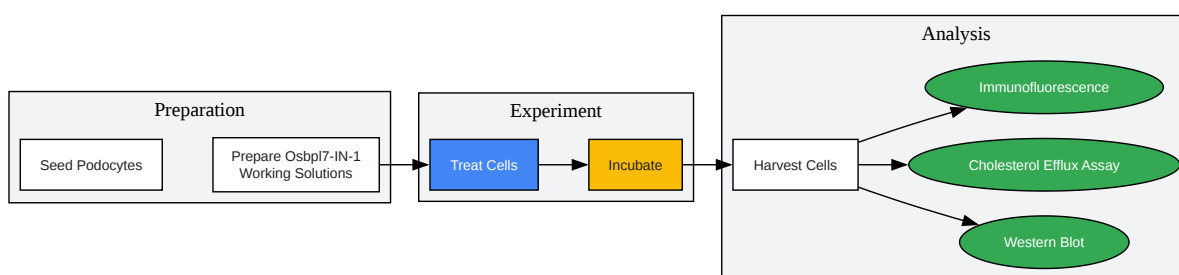 Preparation
Seed Podocytes
Prepare Osbpl7-IN-1
Working Solutions
Experiment
Treat Cells
Incubate
Analysis
Harvest Cells
Immunofluorescence
Cholesterol Efflux Assay
Western Blot